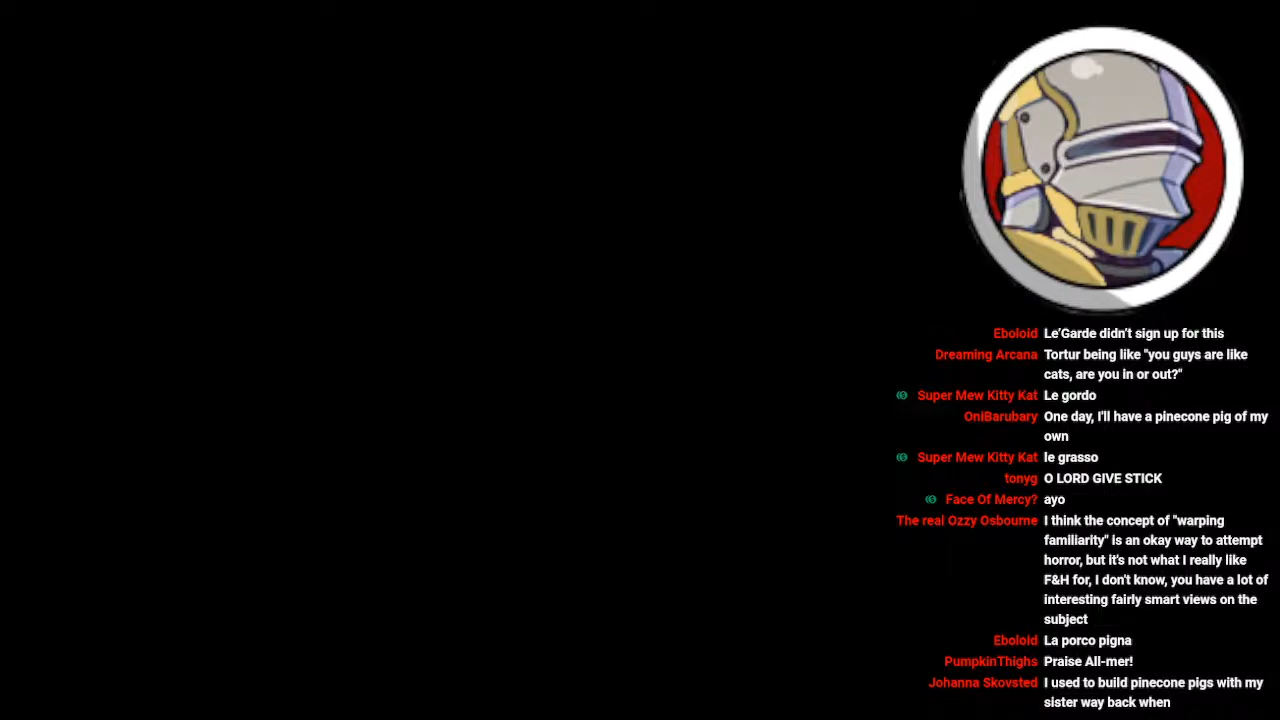 Eboloid Le’Garde didn’t sign up for this
Dreaming Arcana Tortur being like "you guys are like
cats, are you in or out?"
Super Mew Kitty Kat Le gordo
OniBarubary One day, I'll have a pinecone pig of my
own
Super Mew Kitty Kat le grasso
tonyg O LORD GIVE STICK
Face Of Mercy? ayo
The real Ozzy Osbourne I think the concept of "warping
familiarity" is an okay way to attempt
horror, but it's not what I really like
F&H for, I don't know, you have a lot of
interesting fairly smart views on the
subject
Eboloid La porco pigna
PumpkinThighs Praise All-mer!
Johanna Skovsted I used to build pinecone pigs with my
sister way back when